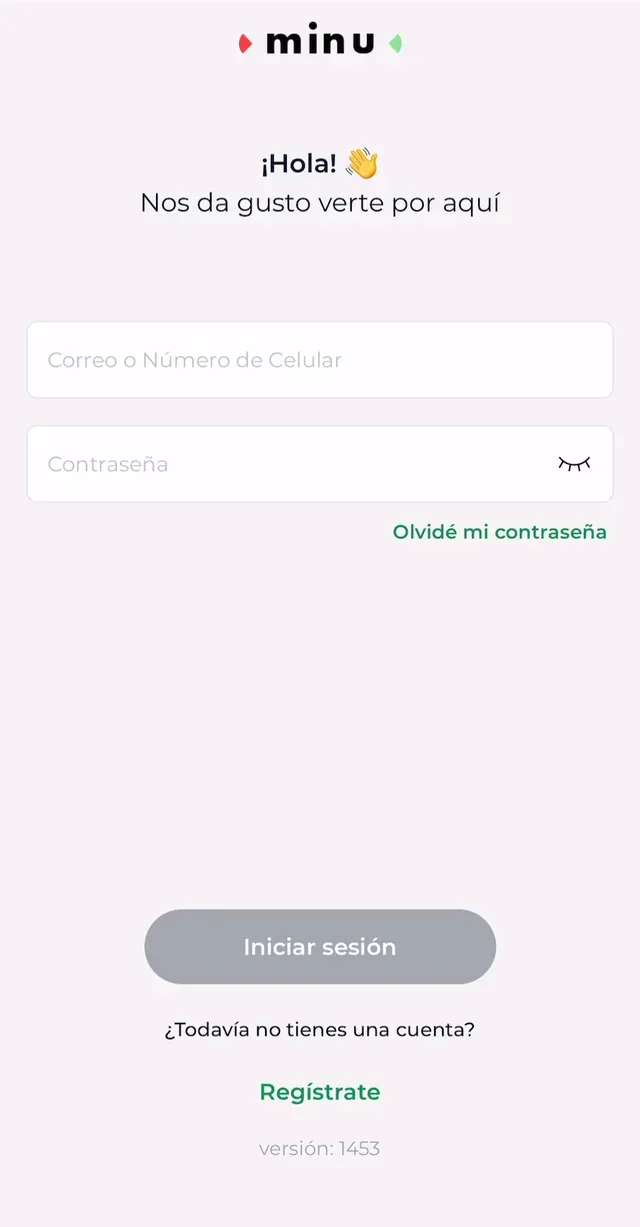 minu
¡Hola! 👋
Nos da gusto verte por aquí
Correo o Número de Celular
Contraseña
Olvidé mi contraseña
Iniciar sesión
¿Todavía no tienes una cuenta?
Regístrate
versión: 1453